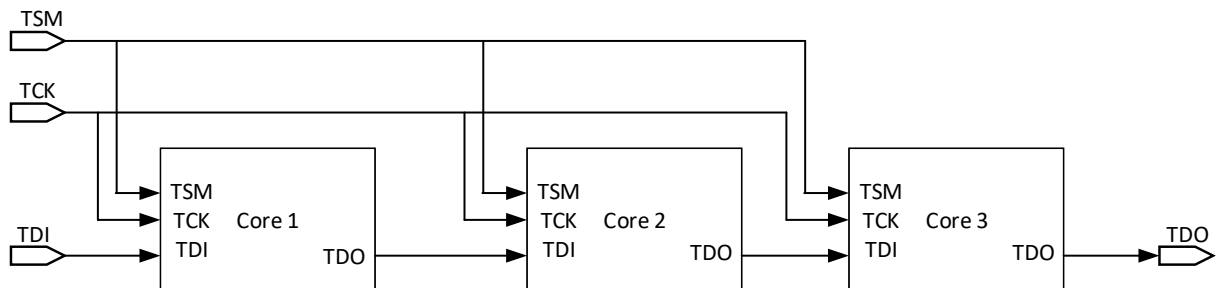 TSM
TCK
TSM
TCK Core 1
TDI
TDO
TSM
TCK Core 2
TDI
TDO
TSM
TCK Core 3
TDI
TDO
TDI
TDO